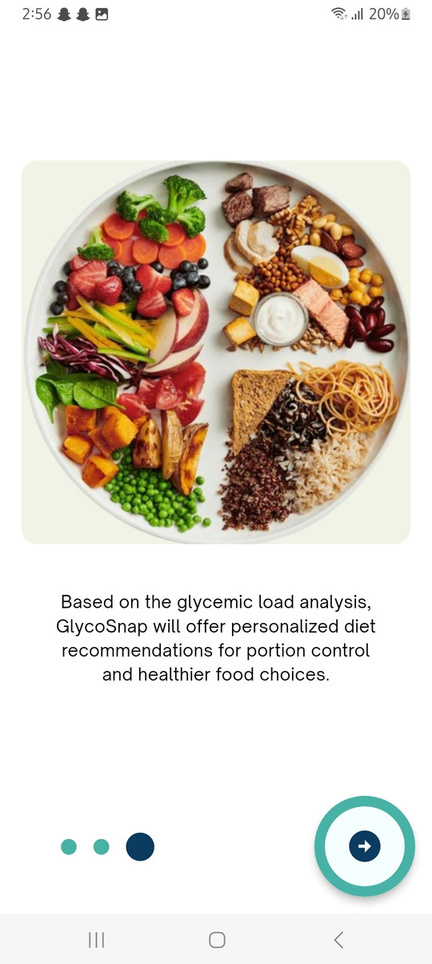 2:56
20%
Based on the glycemic load analysis,
GlycoSnap will offer personalized diet
recommendations for portion control
and healthier food choices.